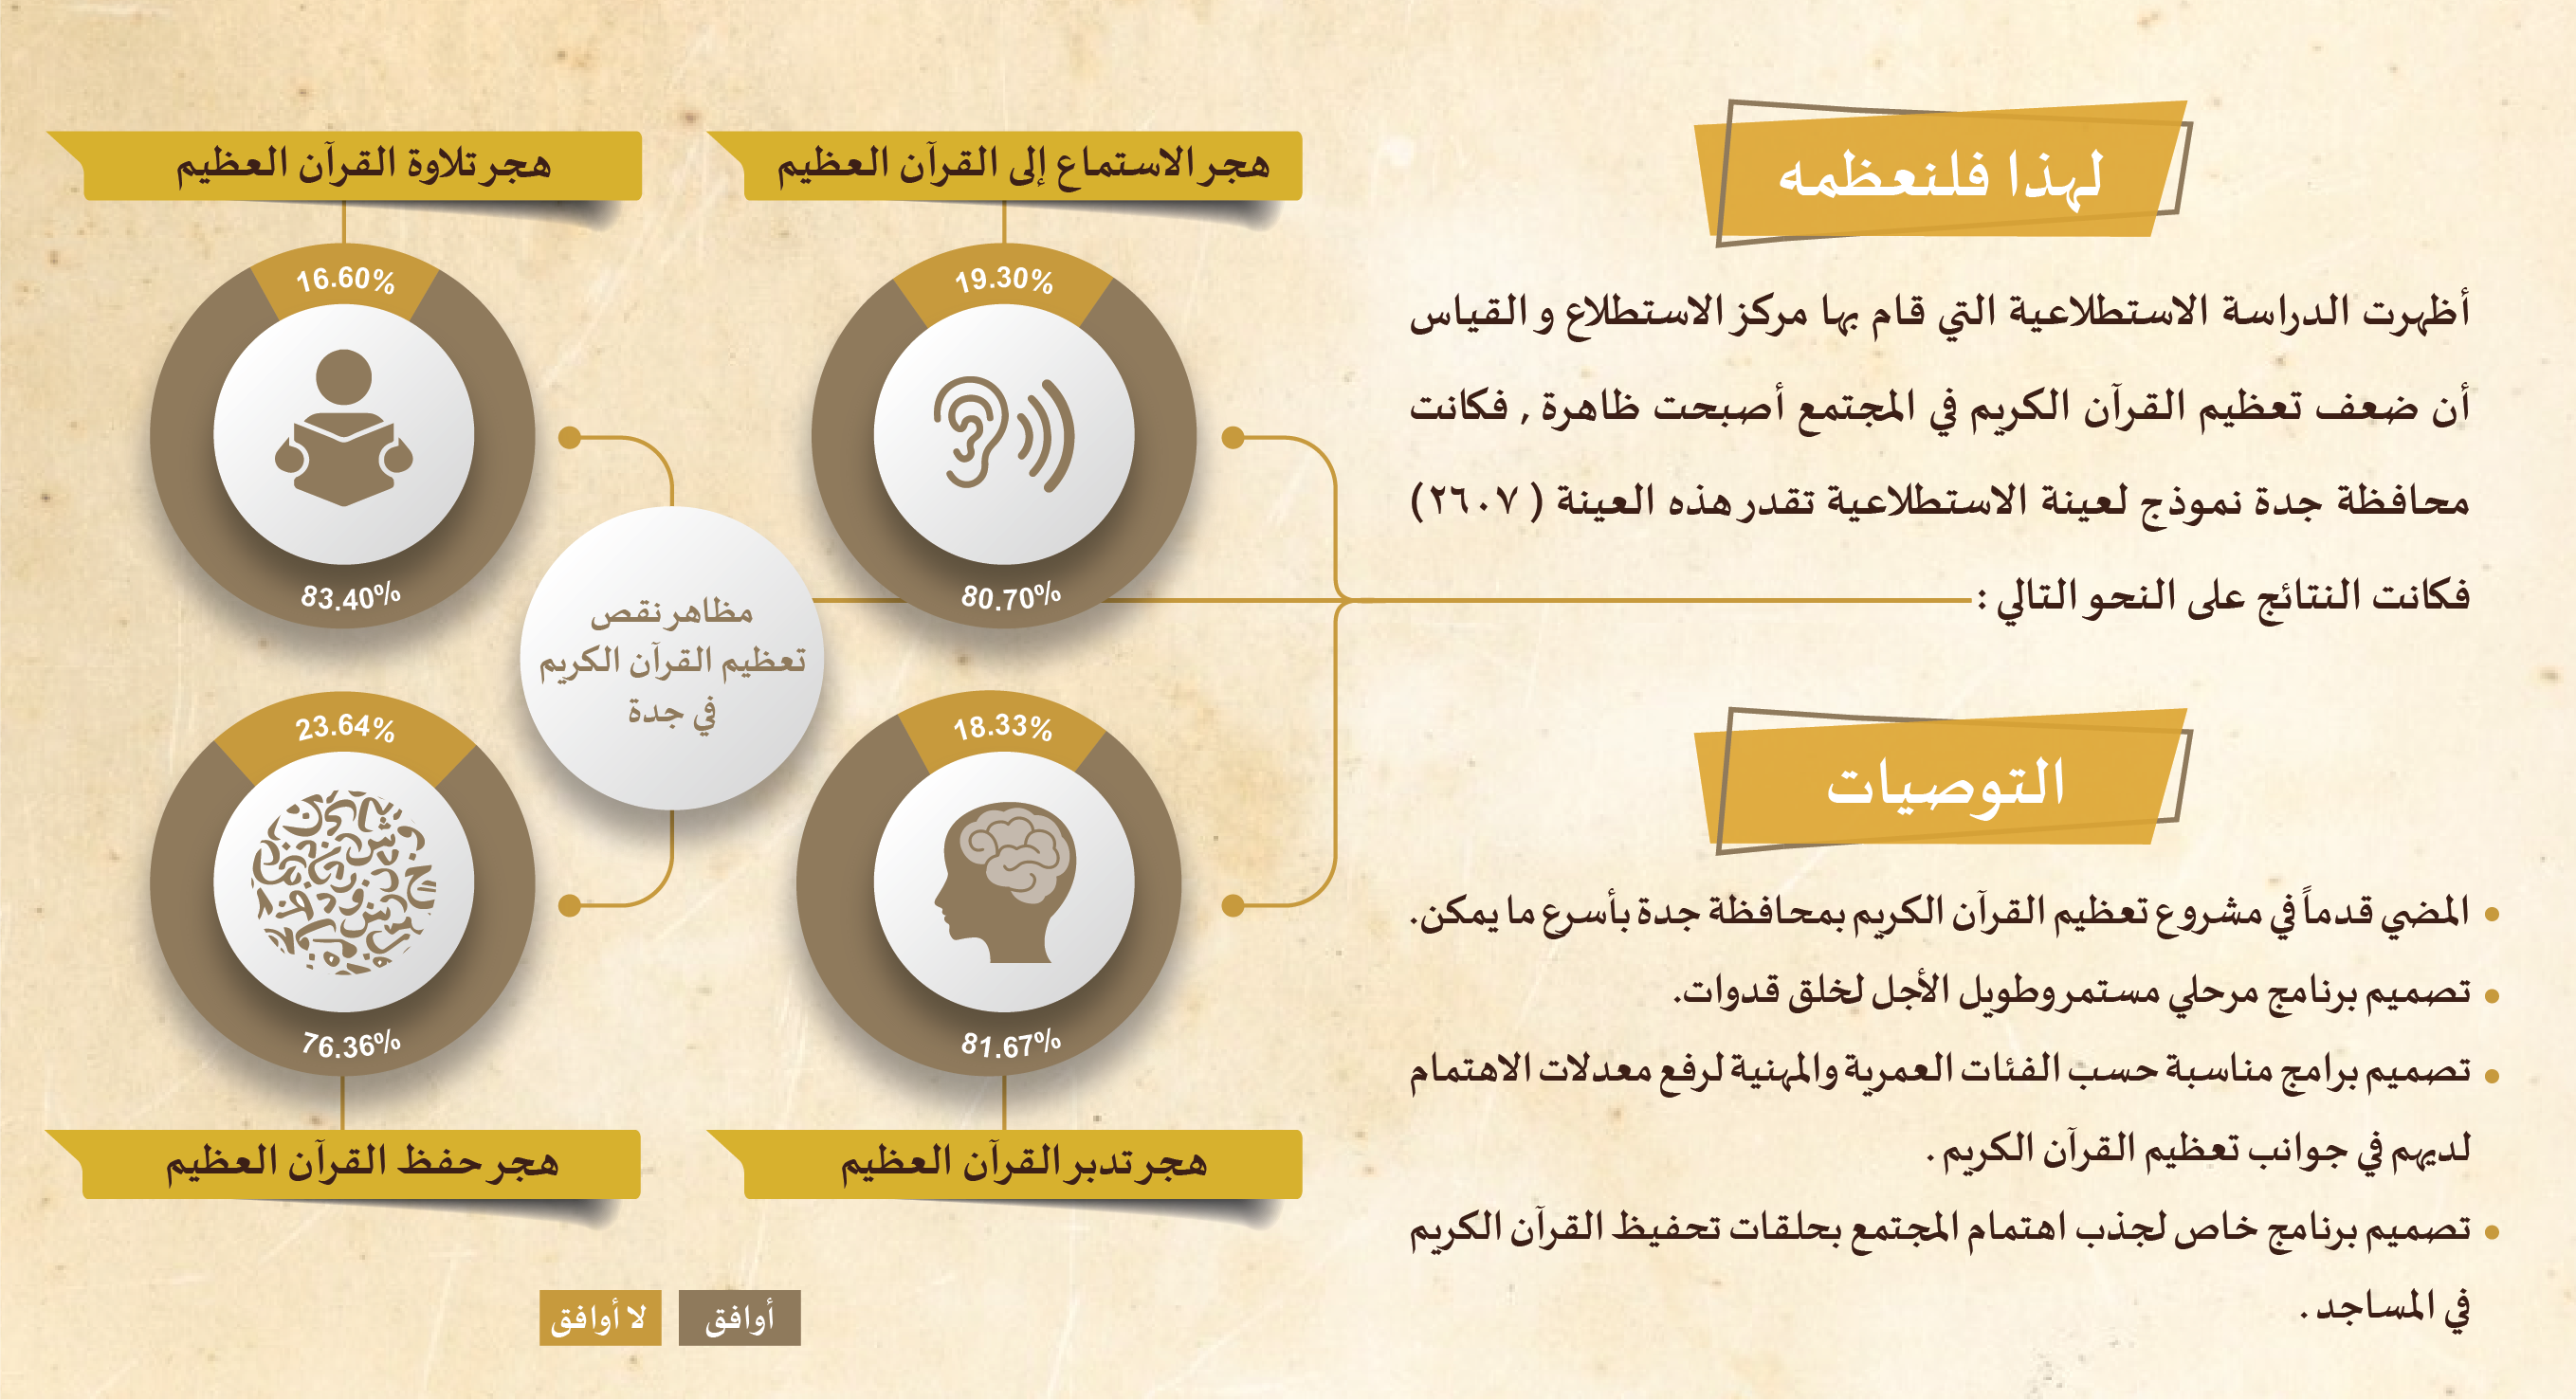 لهذا فلنعظمه
أظهرت الدراسة الاستطلاعية التي قام بها مركز الاستطلاع و القياس
أن ضعف تعظيم القرآن الكريم في المجتمع أصبحت ظاهرة , فكانت
محافظة جدة نموذج لعينة الاستطلاعية تقدر هذه العينة ( ٢٦٠٧)
فكانت النتائج على النحو التالي :
هجر الاستماع إلى القرآن العظيم
19.30%
80.70%
هجر تلاوة القرآن العظيم
16.60%
83.40%
مظاهر نقص
تعظيم القرآن الكريم
في جدة
18.33%
81.67%
هجر تدبر القرآن العظيم
23.64%
76.36%
هجر حفظ القرآن العظيم
أوافق
لا أوافق
التوصيات
• المضي قدماً في مشروع تعظيم القرآن الكريم بمحافظة جدة بأسرع ما يمكن.
• تصميم برنامج مرحلي مستمر وطويل الأجل لخلق قدوات.
• تصميم برامج مناسبة حسب الفئات العمرية والمهنية لرفع معدلات الاهتمام
لديهم في جوانب تعظيم القرآن الكريم .
• تصميم برنامج خاص لجذب اهتمام المجتمع بحلقات تحفيظ القرآن الكريم
في المساجد .